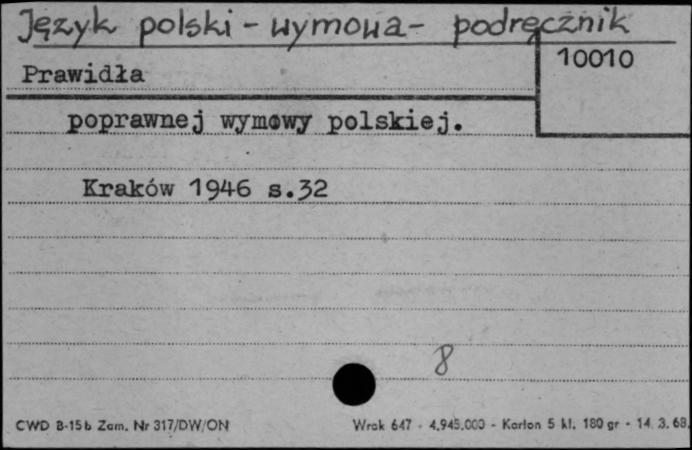 Język polski - wymowa - podręcznik
10010
Prawidła
poprawnej wymowy polskiej.
Kraków 1946 s.32
8
CWD B-15b Zam. Nr 317/DW/ON
Wrak 647 - 4.945.000 - Karton 5 kl. 180 gr - 14. 3. 68.